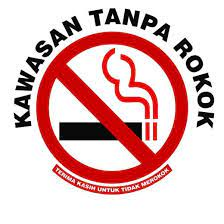 KAWASAN TANPA ROKOK
TERIMA KASIH UNTUK TIDAK MEROKOK